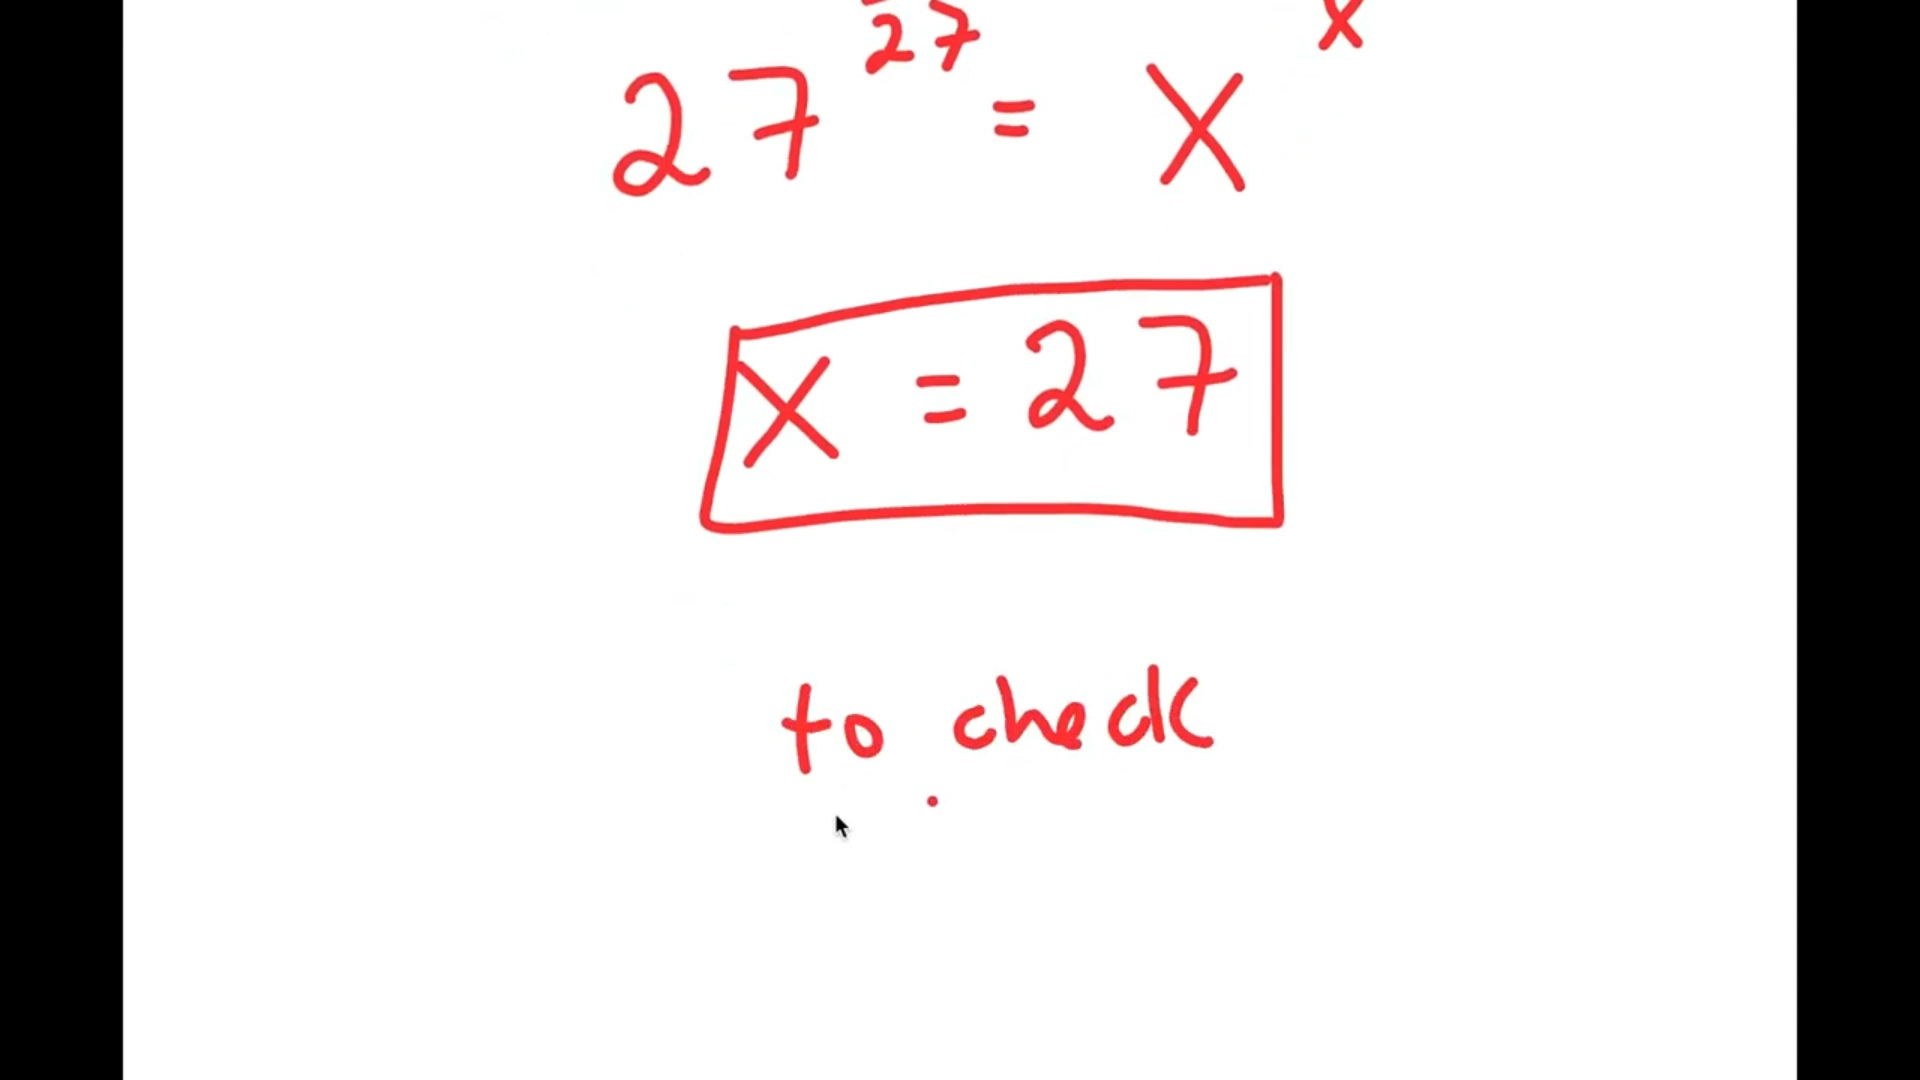 27^27 = x^x
x = 27
to check